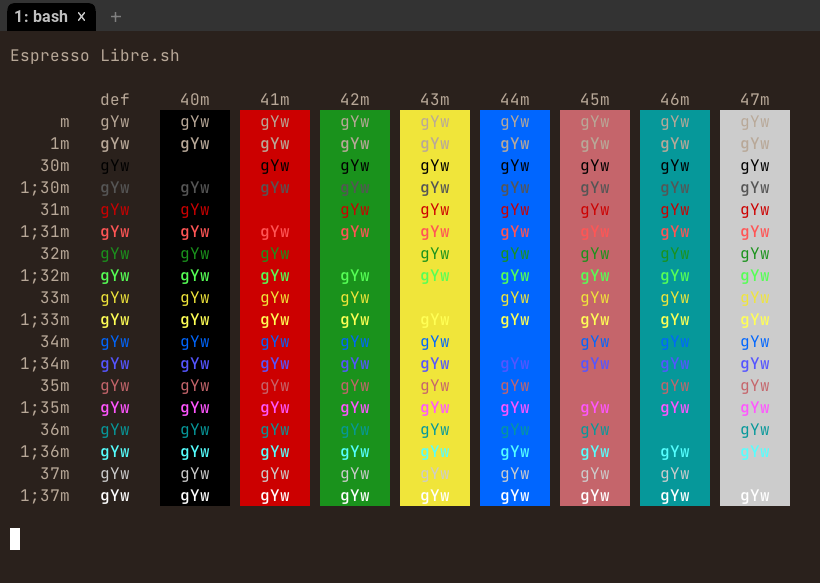 1: bash × +
Espresso Libre.sh
def 40m 41m 42m 43m 44m 45m 46m 47m
m gYw gYw gYw gYw gYw gYw gYw gYw gYw
1m gYw gYw gYw gYw gYw gYw gYw gYw gYw
30m gYw gYw gYw gYw gYw gYw gYw gYw
1;30m gYw gYw gYw gYw gYw gYw gYw gYw gYw
31m gYw gYw gYw gYw gYw gYw gYw gYw
1;31m gYw gYw gYw gYw gYw gYw gYw gYw gYw
32m gYw gYw gYw gYw gYw gYw gYw gYw
1;32m gYw gYw gYw gYw gYw gYw gYw gYw gYw
33m gYw gYw gYw gYw gYw gYw gYw gYw
1;33m gYw gYw gYw gYw gYw gYw gYw gYw gYw
34m gYw gYw gYw gYw gYw gYw gYw gYw
1;34m gYw gYw gYw gYw gYw gYw gYw gYw gYw
35m gYw gYw gYw gYw gYw gYw gYw gYw
1;35m gYw gYw gYw gYw gYw gYw gYw gYw gYw
36m gYw gYw gYw gYw gYw gYw gYw gYw
1;36m gYw gYw gYw gYw gYw gYw gYw gYw gYw
37m gYw gYw gYw gYw gYw gYw gYw gYw
1;37m gYw gYw gYw gYw gYw gYw gYw gYw gYw